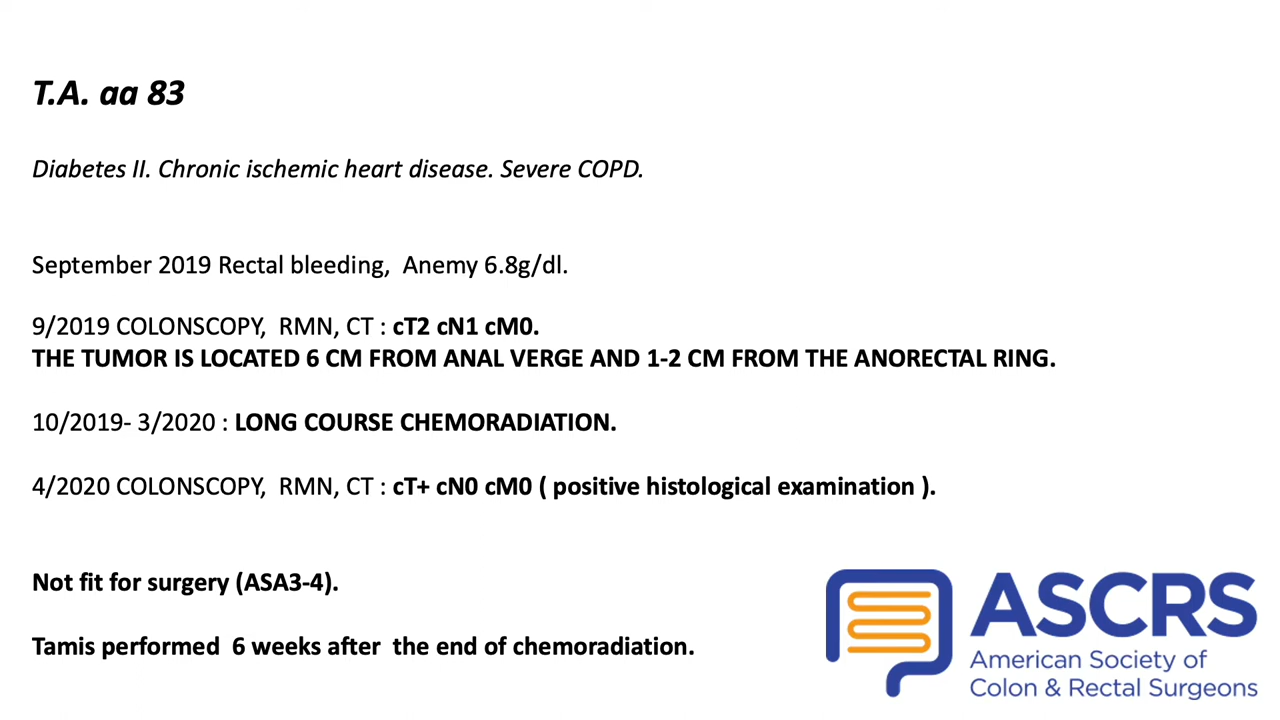 T.A. aa 83
Diabetes II. Chronic ischemic heart disease. Severe COPD.
September 2019 Rectal bleeding, Anemy 6.8g/dl.
9/2019 COLONSCOPY, RMN, CT : cT2 cN1 cM0.
THE TUMOR IS LOCATED 6 CM FROM ANAL VERGE AND 1-2 CM FROM THE ANORECTAL RING.
10/2019- 3/2020 : LONG COURSE CHEMORADIATION.
4/2020 COLONSCOPY, RMN, CT : cT+ cN0 cM0 ( positive histological examination ).
Not fit for surgery (ASA3-4).
Tamis performed 6 weeks after the end of chemoradiation.
ASCRS
American Society of
Colon & Rectal Surgeons